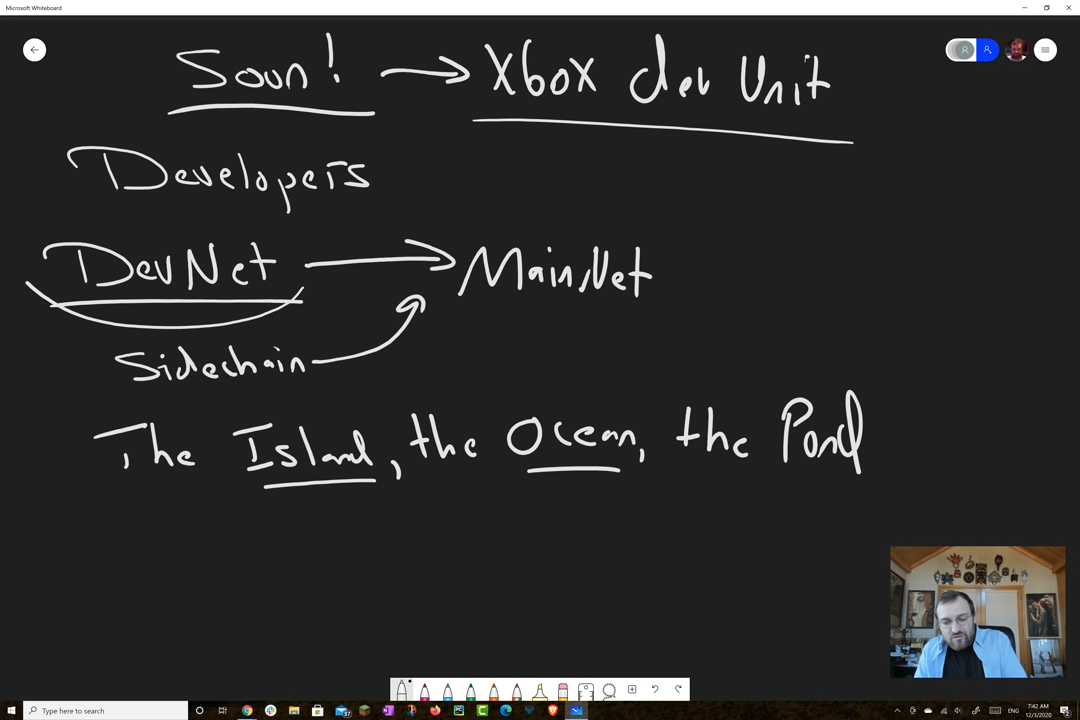 Microsoft Whiteboard
Soon! → Xbox dev Unit
Developers
DevNet → MainNet
Sidechain
The Island, the Ocean, the Pond
Type here to search
37
ENG
7:42 AM
12/3/2020